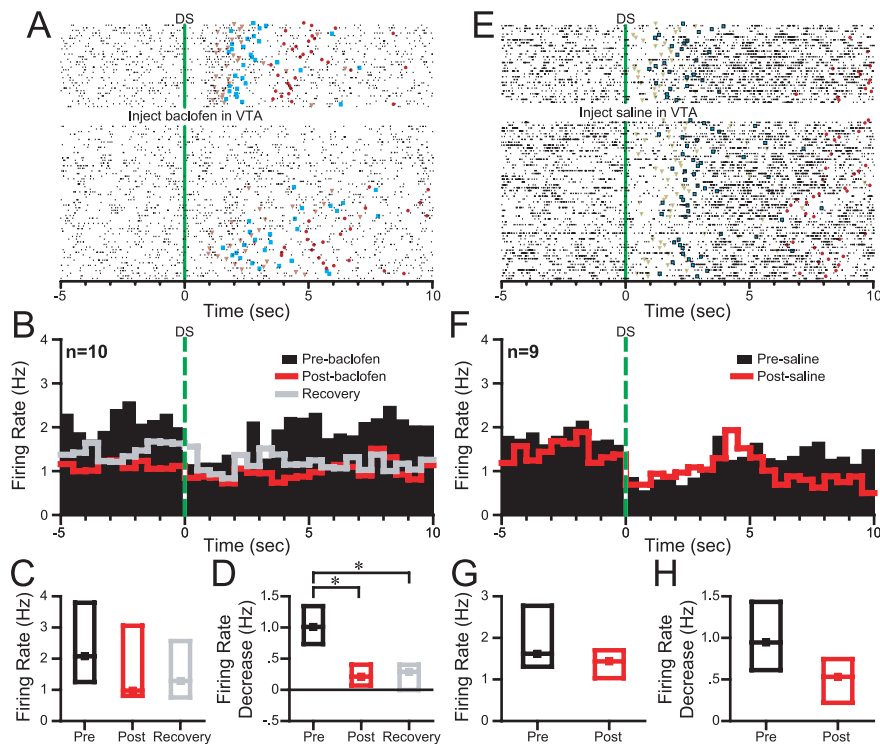 A
DS
Inject baclofen in VTA
-5 0 5 10
Time (sec)
E
DS
Inject saline in VTA
-5 0 5 10
Time (sec)
B
DS
n=10
Pre-baclofen
Post-baclofen
Recovery
Firing Rate (Hz)
4
3
2
1
0
-5 0 5 10
Time (sec)
F
DS
n=9
Pre-saline
Post-saline
Firing Rate (Hz)
4
3
2
1
0
-5 0 5 10
Time (sec)
C
Firing Rate (Hz)
4
3
2
1
0
Pre Post Recovery
D
Firing Rate
Decrease (Hz)
1.5
1.0
.5
0
-.5
* *
Pre Post Recovery
G
Firing Rate (Hz)
3
2
1
0
Pre Post
H
Firing Rate
Decrease (Hz)
1.5
1.0
.5
0
Pre Post